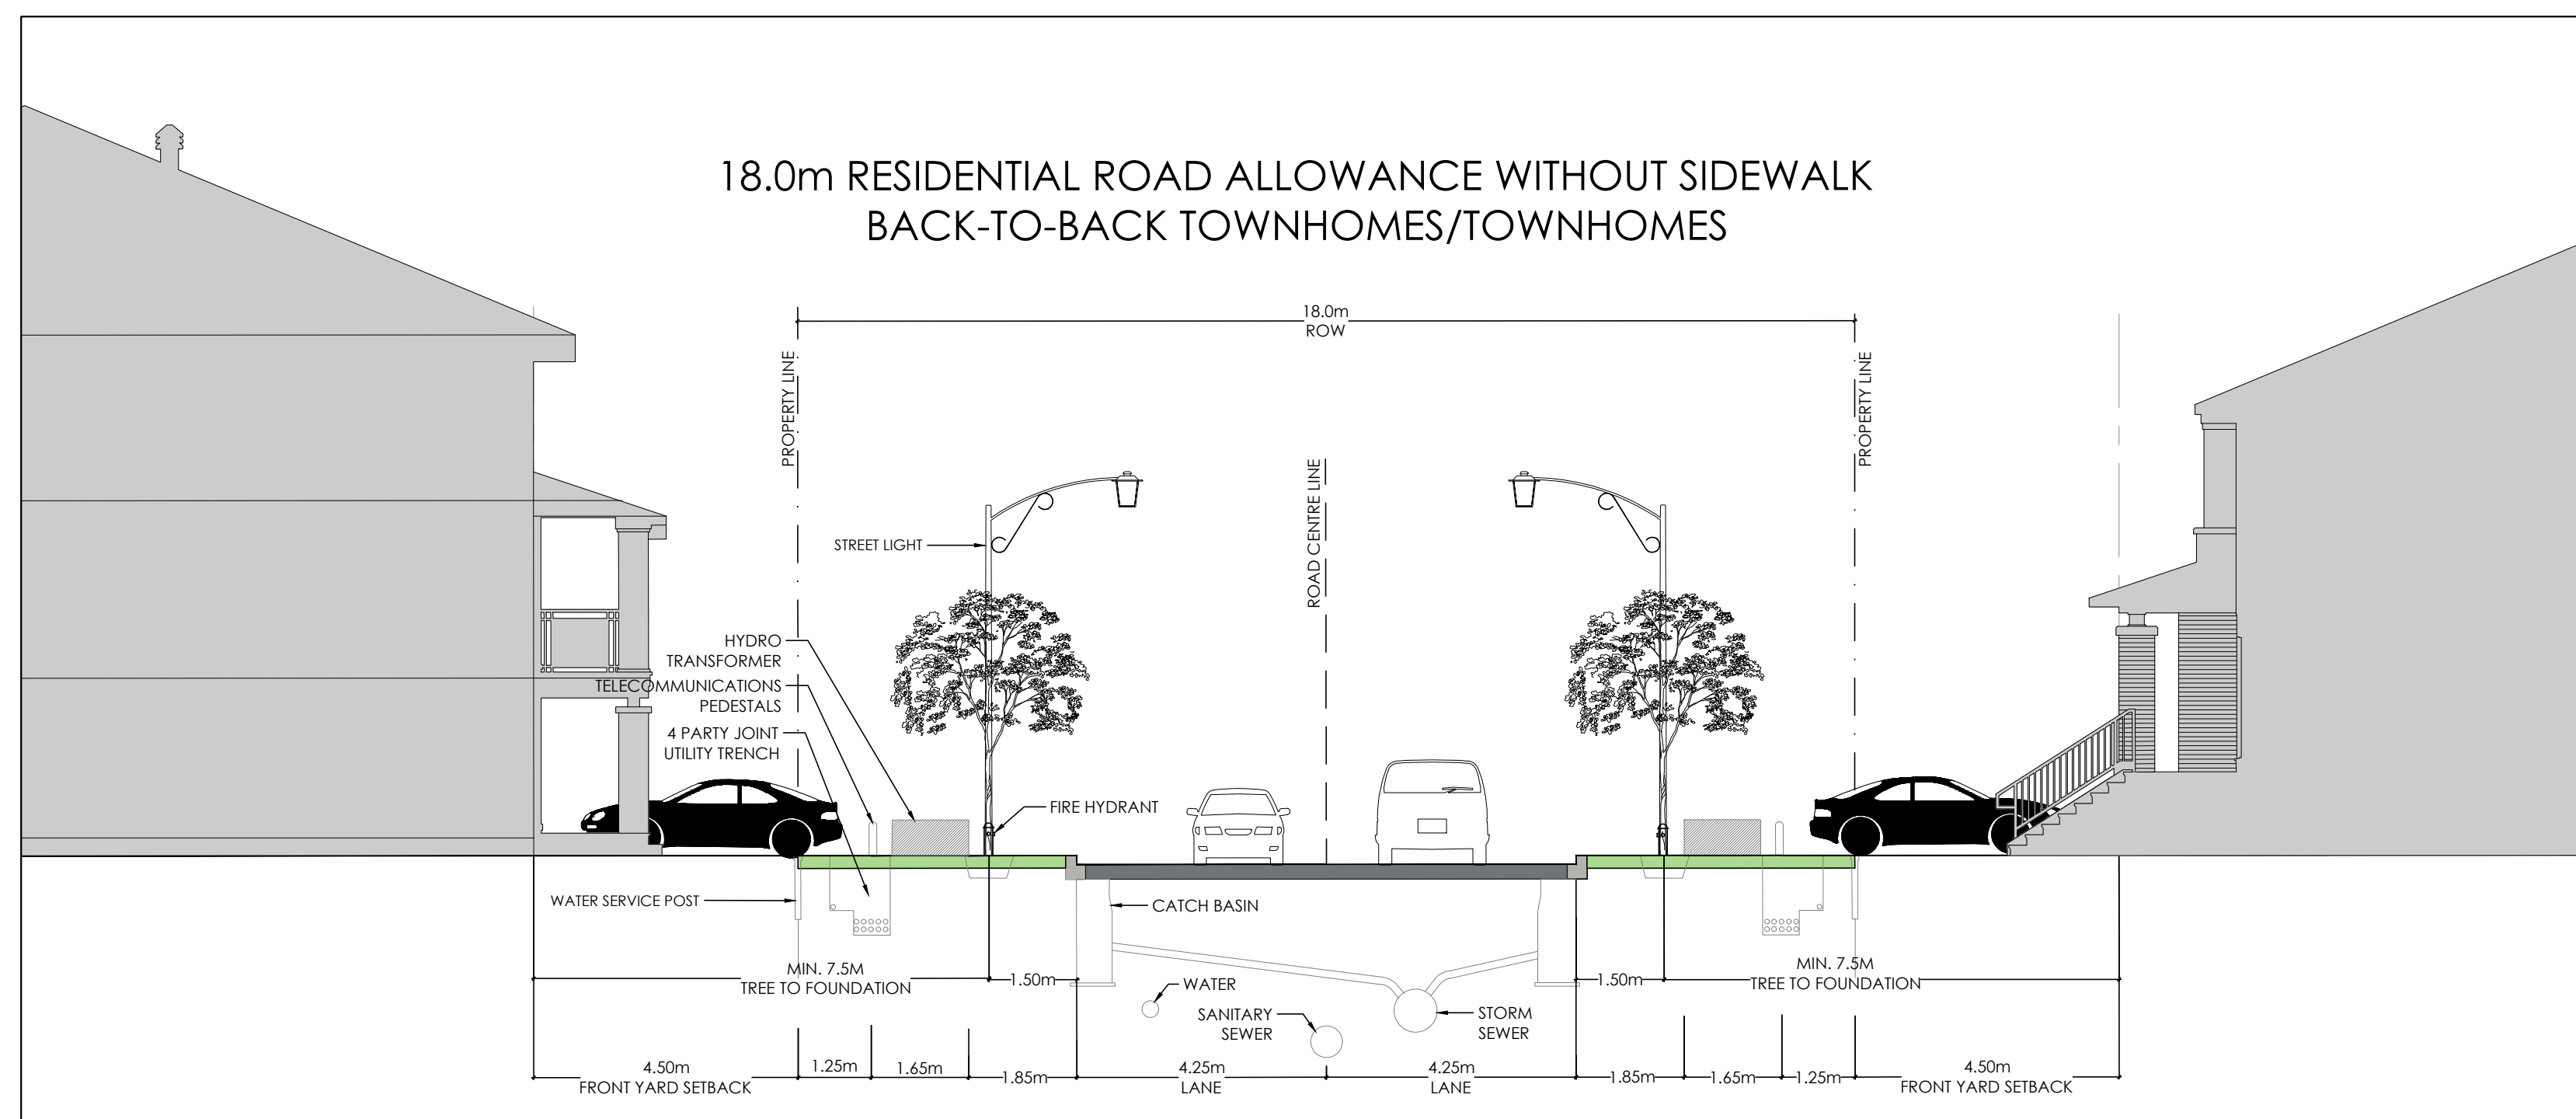 18.0m RESIDENTIAL ROAD ALLOWANCE WITHOUT SIDEWALK
BACK-TO-BACK TOWNHOMES/TOWNHOMES
18.0m
ROW
PROPERTY LINE
PROPERTY LINE
ROAD CENTRE LINE
STREET LIGHT
HYDRO
TRANSFORMER
TELECOMMUNICATIONS
PEDESTALS
4 PARTY JOINT
UTILITY TRENCH
FIRE HYDRANT
WATER SERVICE POST
CATCH BASIN
MIN. 7.5M
TREE TO FOUNDATION
1.50m
WATER
SANITARY
SEWER
STORM
SEWER
1.50m
MIN. 7.5M
TREE TO FOUNDATION
4.50m
FRONT YARD SETBACK
1.25m
1.65m
1.85m
4.25m
LANE
4.25m
LANE
1.85m
1.65m
1.25m
4.50m
FRONT YARD SETBACK